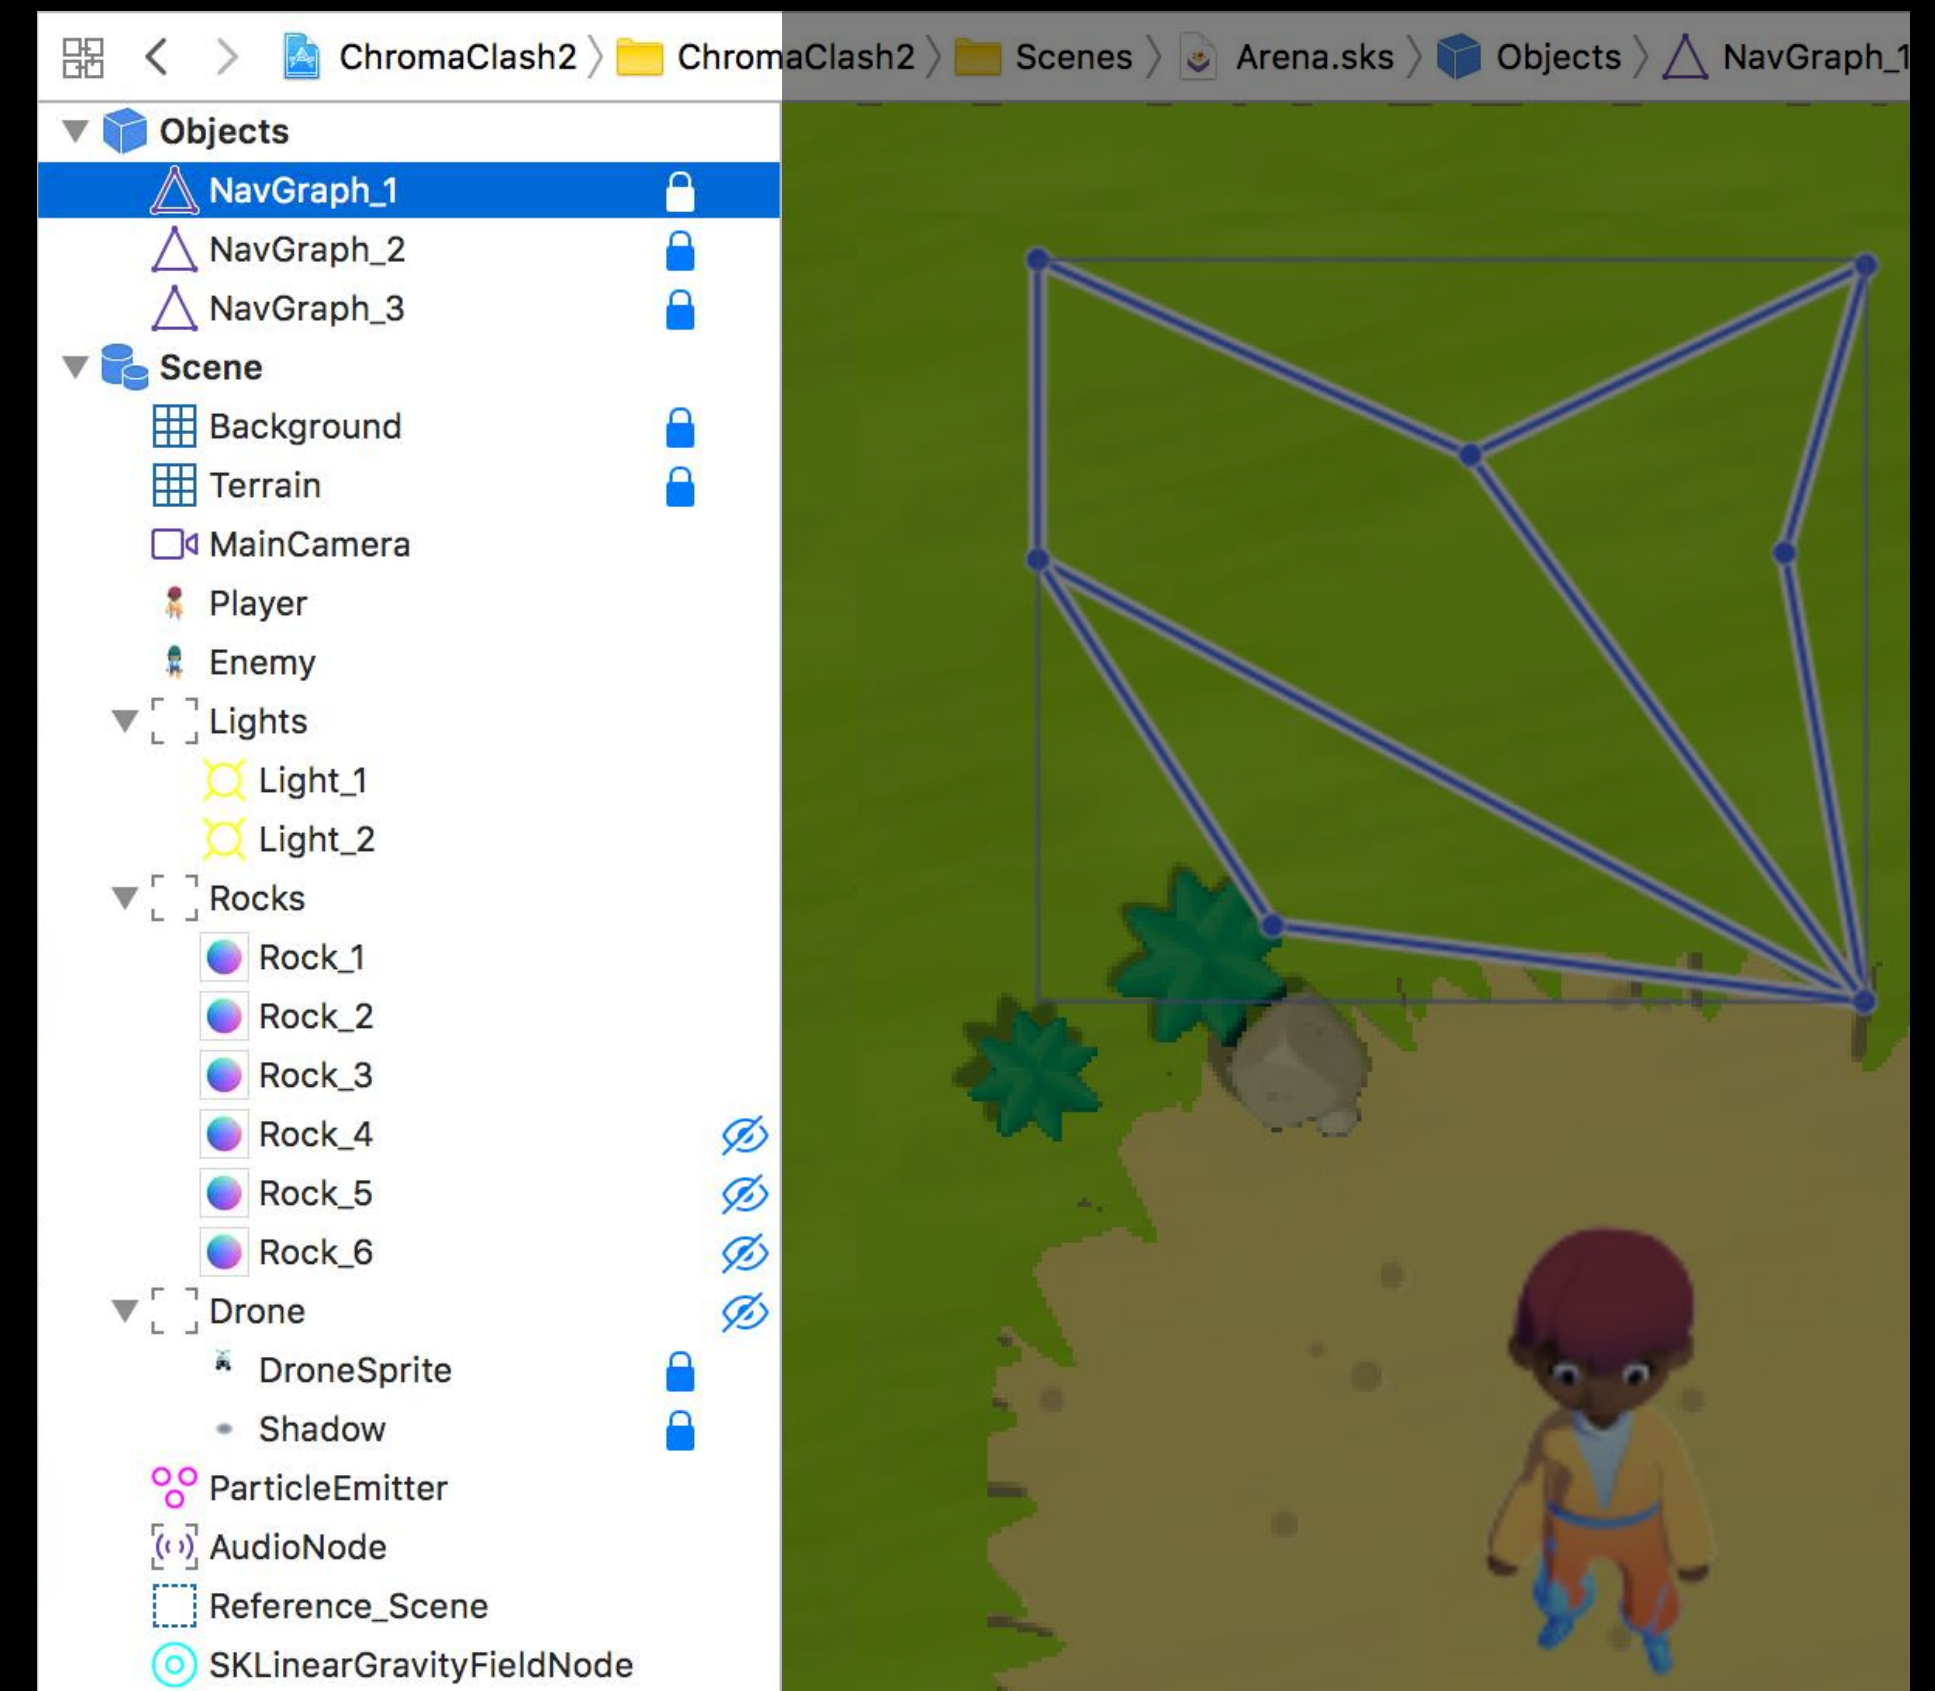 ChromaClash2 ChromaClash2 Scenes Arena.sks Objects NavGraph_1
Objects
NavGraph_1
NavGraph_2
NavGraph_3
Scene
Background
Terrain
MainCamera
Player
Enemy
Lights
Light_1
Light_2
Rocks
Rock_1
Rock_2
Rock_3
Rock_4
Rock_5
Rock_6
Drone
DroneSprite
Shadow
ParticleEmitter
AudioNode
Reference_Scene
SKLinearGravityFieldNode